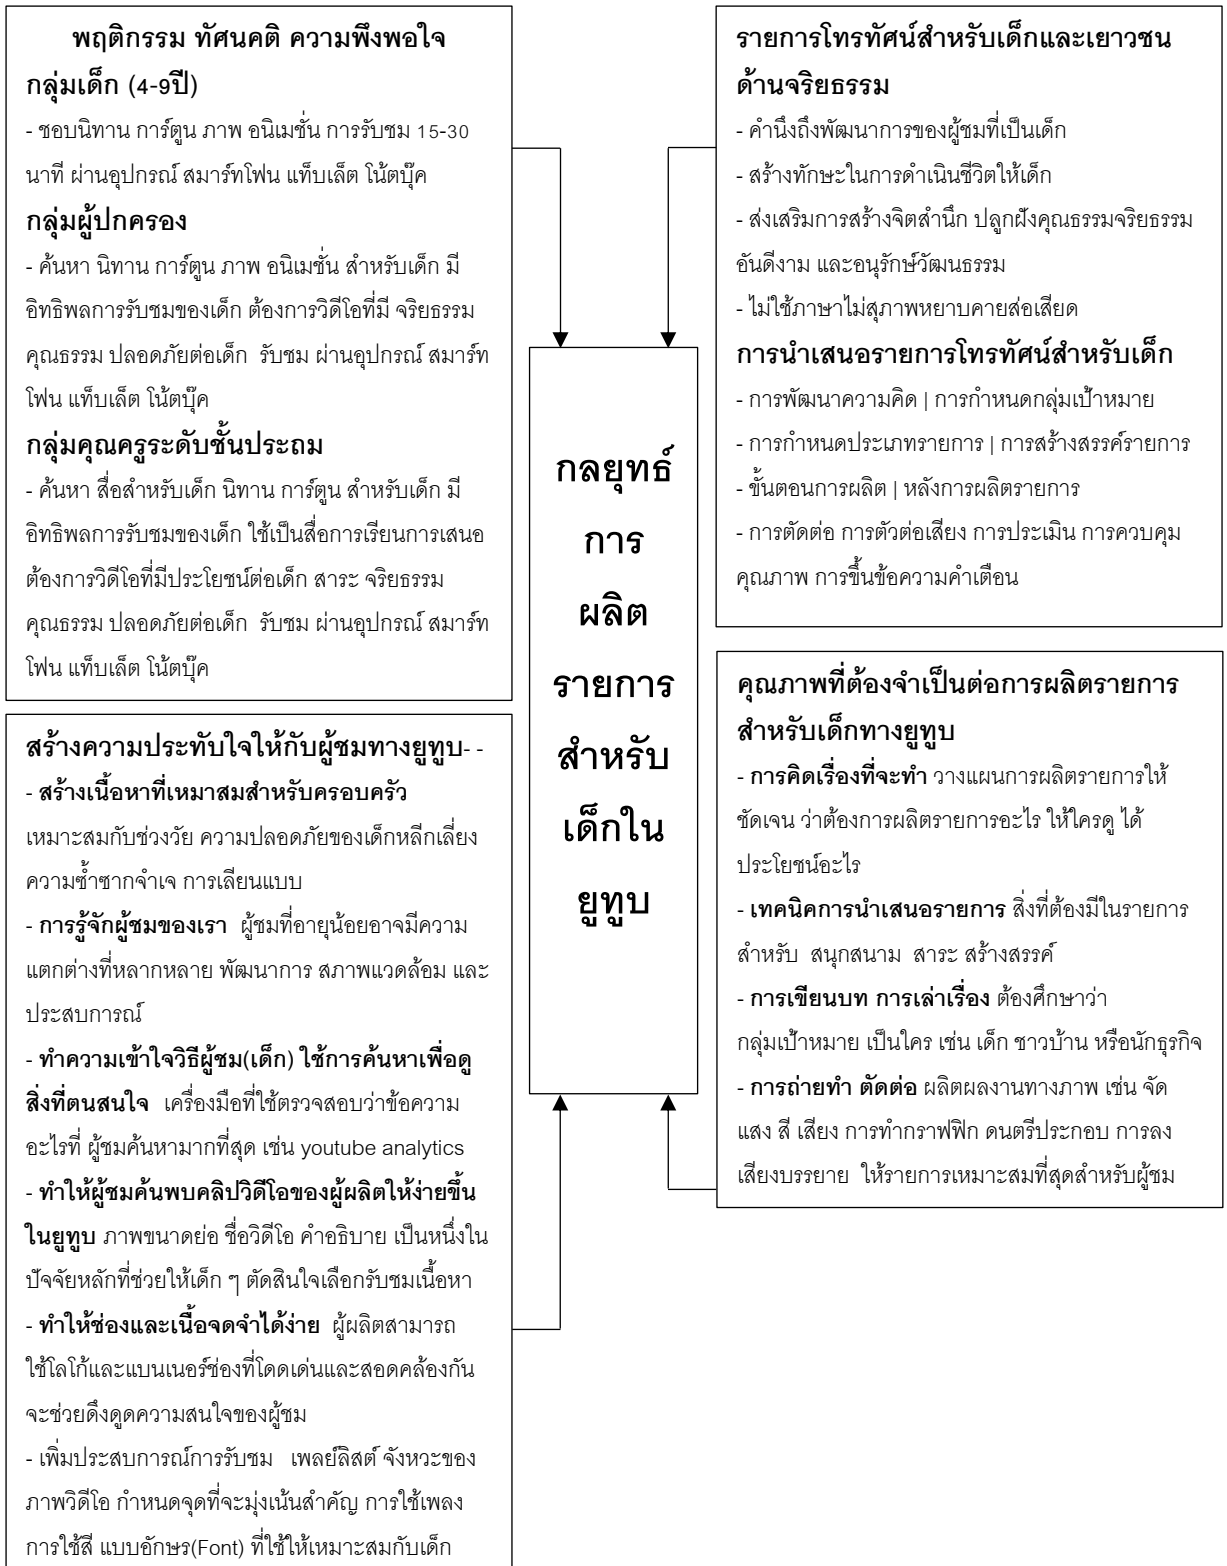 พฤติกรรม ทัศนคติ ความพึงพอใจ
กลุ่มเด็ก (4-9ปี)
- ชอบนิทาน การ์ตูน ภาพ อนิเมชั่น การรับชม 15-30
นาที ผ่านอุปกรณ์ สมาร์ทโฟน แท็บเล็ต โน้ตบุ๊ค
กลุ่มผู้ปกครอง
- ค้นหา นิทาน การ์ตูน ภาพ อนิเมชั่น สำหรับเด็ก มี
อิทธิพลการรับชมของเด็ก ต้องการวิดีโอที่มี จริยธรรม
คุณธรรม ปลอดภัยต่อเด็ก รับชม ผ่านอุปกรณ์ สมาร์ท
โฟน แท็บเล็ต โน้ตบุ๊ค
กลุ่มคุณครูระดับชั้นประถม
- ค้นหา สื่อสำหรับเด็ก นิทาน การ์ตูน สำหรับเด็ก มี
อิทธิพลการรับชมของเด็ก ใช้เป็นสื่อการเรียนการเสนอ
ต้องการวิดีโอที่มีประโยชน์ต่อเด็ก สาระ จริยธรรม
คุณธรรม ปลอดภัยต่อเด็ก รับชม ผ่านอุปกรณ์ สมาร์ท
โฟน แท็บเล็ต โน้ตบุ๊ค
สร้างความประทับใจให้กับผู้ชมทางยูทูบ- -
- สร้างเนื้อหาที่เหมาสมสำหรับครอบครัว
เหมาะสมกับช่วงวัย ความปลอดภัยของเด็กหลีกเลี่ยง
ความซ้ำซากจำเจ การเลียนแบบ
- การรู้จักผู้ชมของเรา ผู้ชมที่อายุน้อยอาจมีความ
แตกต่างที่หลากหลาย พัฒนาการ สภาพแวดล้อม และ
ประสบการณ์
- ทำความเข้าใจวิธีผู้ชม(เด็ก) ใช้การค้นหาเพื่อดู
สิ่งที่ตนสนใจ เครื่องมือที่ใช้ตรวจสอบว่าข้อความ
อะไรที่ ผู้ชมค้นหามากที่สุด เช่น youtube analytics
- ทำให้ผู้ชมค้นพบคลิปวิดีโอของผู้ผลิตให้ง่ายขึ้น
ในยูทูบ ภาพขนาดย่อ ชื่อวิดีโอ คำอธิบาย เป็นหนึ่งใน
ปัจจัยหลักที่ช่วยให้เด็ก ๆ ตัดสินใจเลือกรับชมเนื้อหา
- ทำให้ช่องและเนื้อจดจำได้ง่าย ผู้ผลิตสามารถ
ใช้โลโก้และแบนเนอร์ช่องที่โดดเด่นและสอดคล้องกัน
จะช่วยดึงดูดความสนใจของผู้ชม
- เพิ่มประสบการณ์การรับชม เพลย์ลิสต์ จังหวะของ
ภาพวิดีโอ กำหนดจุดที่จะมุ่งเน้นสำคัญ การใช้เพลง
การใช้สี แบบอักษร(Font) ที่ใช้ให้เหมาะสมกับเด็ก
กลยุทธ์
การ
ผลิต
รายการ
สำหรับ
เด็กใน
ยูทูบ
รายการโทรทัศน์สำหรับเด็กและเยาวชน
ด้านจริยธรรม
- คำนึงถึงพัฒนาการของผู้ชมที่เป็นเด็ก
- สร้างทักษะในการดำเนินชีวิตให้เด็ก
- ส่งเสริมการสร้างจิตสำนึก ปลูกฝังคุณธรรมจริยธรรม
อันดีงาม และอนุรักษ์วัฒนธรรม
- ไม่ใช้ภาษาไม่สุภาพหยาบคายส่อเสียด
การนำเสนอรายการโทรทัศน์สำหรับเด็ก
- การพัฒนาความคิด | การกำหนดกลุ่มเป้าหมาย
- การกำหนดประเภทรายการ | การสร้างสรรค์รายการ
- ขั้นตอนการผลิต | หลังการผลิตรายการ
- การตัดต่อ การตัวต่อเสียง การประเมิน การควบคุม
คุณภาพ การขึ้นข้อความคำเตือน
คุณภาพที่ต้องจำเป็นต่อการผลิตรายการ
สำหรับเด็กทางยูทูบ
- การคิดเรื่องที่จะทำ วางแผนการผลิตรายการให้
ชัดเจน ว่าต้องการผลิตรายการอะไร ให้ใครดู ได้
ประโยชน์อะไร
- เทคนิคการนำเสนอรายการ สิ่งที่ต้องมีในรายการ
สำหรับ สนุกสนาม สาระ สร้างสรรค์
- การเขียนบท การเล่าเรื่อง ต้องศึกษาว่า
กลุ่มเป้าหมาย เป็นใคร เช่น เด็ก ชาวบ้าน หรือนักธุรกิจ
- การถ่ายทำ ตัดต่อ ผลิตผลงานทางภาพ เช่น จัด
แสง สี เสียง การทำกราฟฟิก ดนตรีประกอบ การลง
เสียงบรรยาย ให้รายการเหมาะสมที่สุดสำหรับผู้ชม